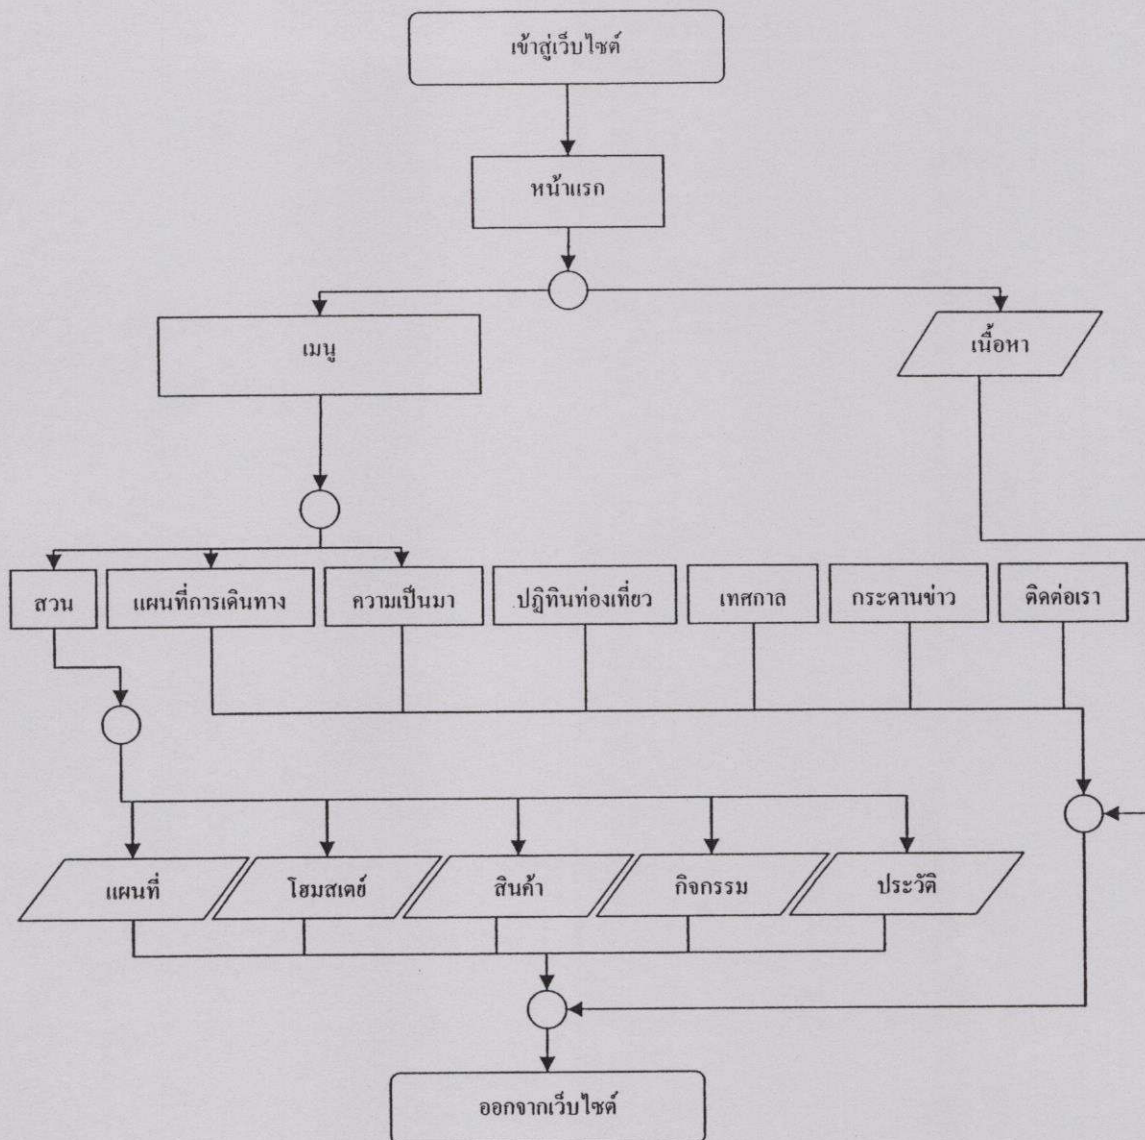 เข้าสู่เว็บไซต์
หน้าแรก
เมนู
เนื้อหา
สวน
แผนที่การเดินทาง
ความเป็นมา
ปฏิทินท่องเที่ยว
เทศกาล
กระดานข่าว
ติดต่อเรา
แผนที่
โฮมสเตย์
สินค้า
กิจกรรม
ประวัติ
ออกจากเว็บไซต์